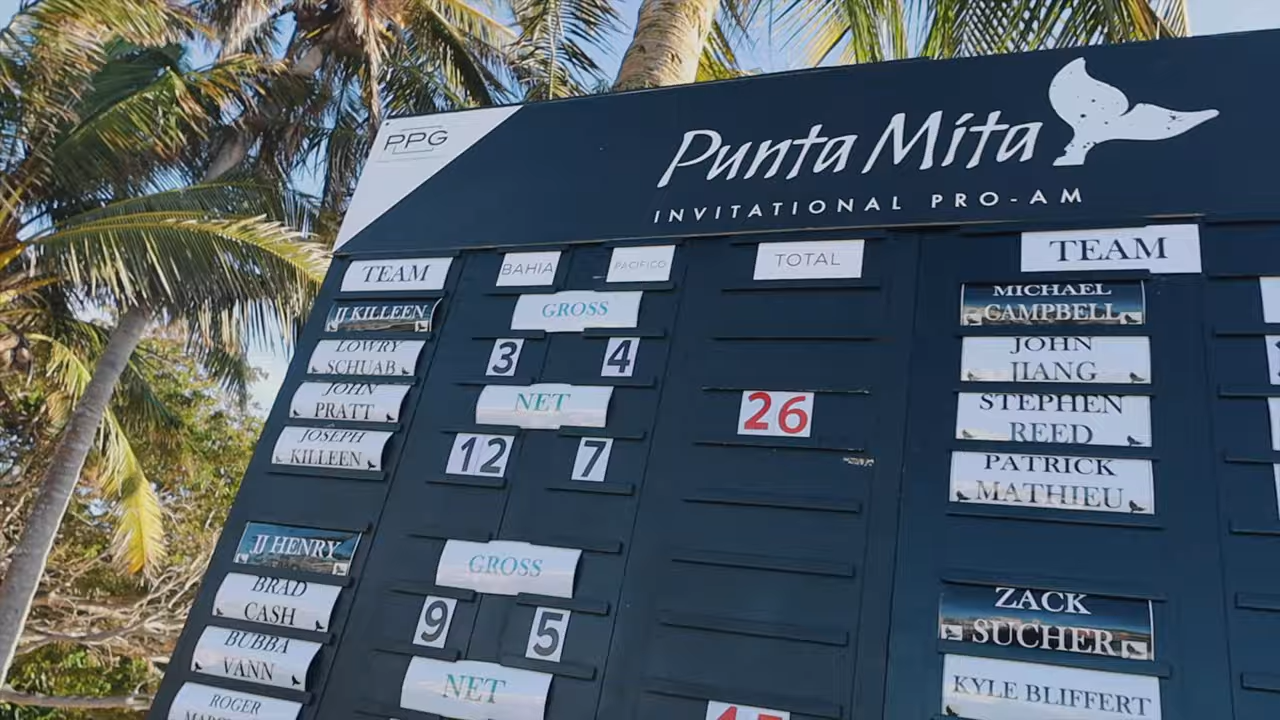 PPG
Punta Mita
INVITATIONAL PRO-AM
TEAM
BAHIA
PACIFICO
TOTAL
JJ KILLEEN
GROSS
LOWRY
SCHUAB
3
4
JOHN
PRATT
NET
26
JOSEPH
KILLEEN
12
7
JJ HENRY
GROSS
BRAD
CASH
9
5
BUBBA
VANN
NET
ROGER
TEAM
MICHAEL
CAMPBELL
JOHN
JIANG
STEPHEN
REED
PATRICK
MATHIEU
ZACK
SUCHER
KYLE BLIFFERT